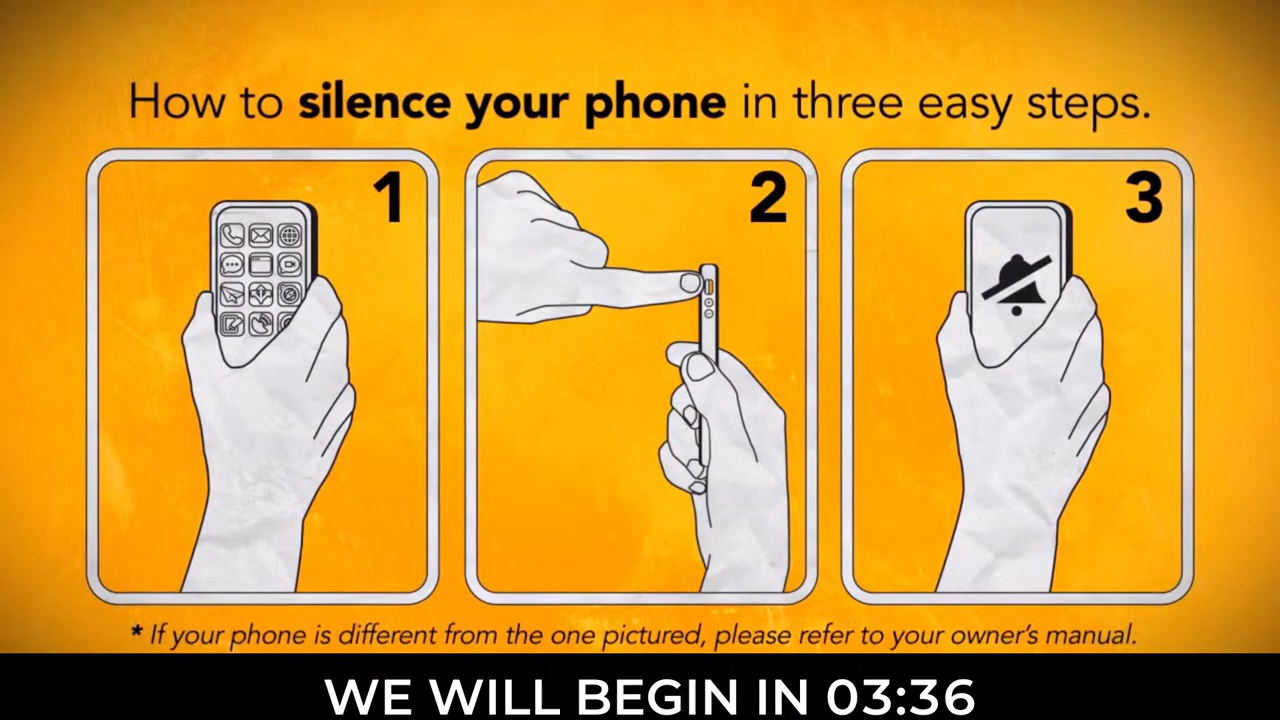 How to silence your phone in three easy steps.
1
2
3
* If your phone is different from the one pictured, please refer to your owner's manual.
WE WILL BEGIN IN 03:36